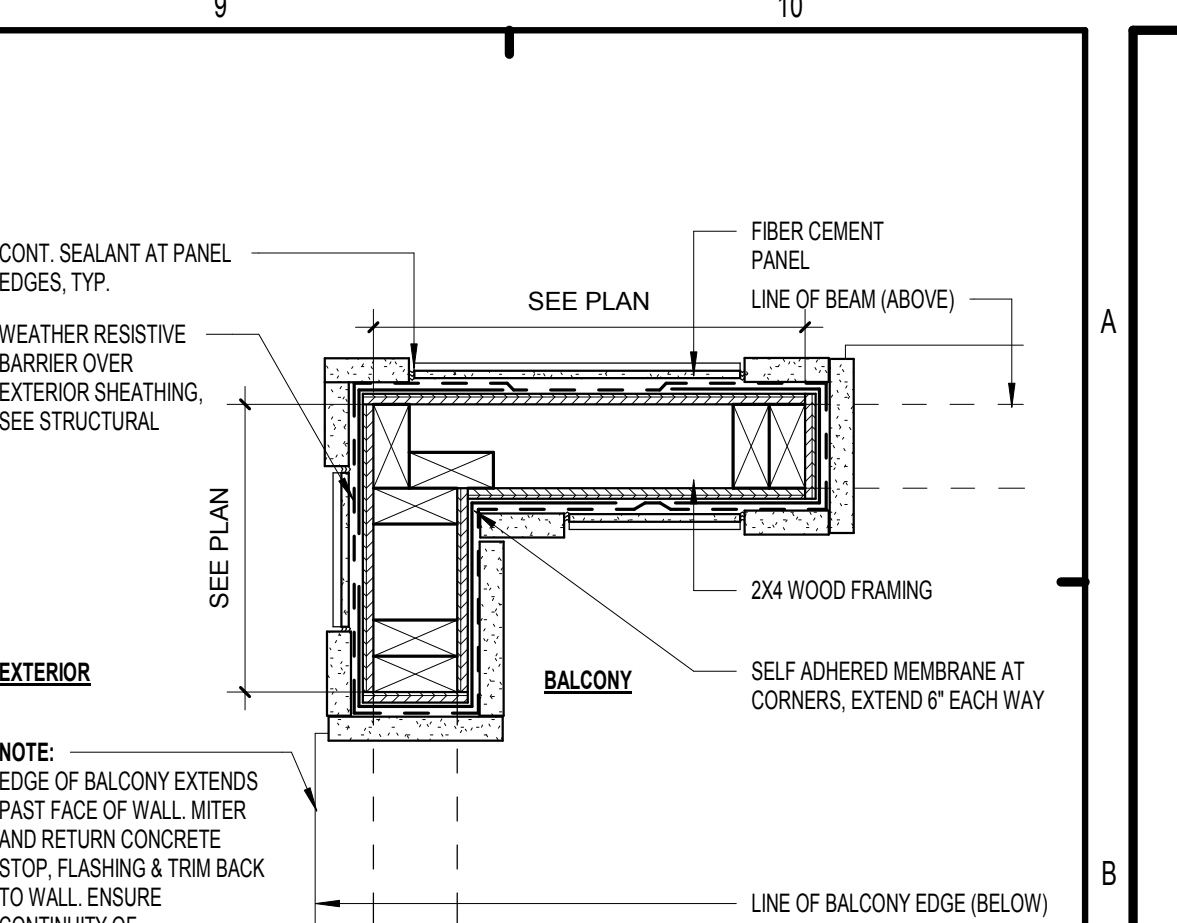 9
10
CONT. SEALANT AT PANEL
EDGES, TYP.
FIBER CEMENT
PANEL
SEE PLAN
LINE OF BEAM (ABOVE)
A
WEATHER RESISTIVE
BARRIER OVER
EXTERIOR SHEATHING,
SEE STRUCTURAL
SEE PLAN
2X4 WOOD FRAMING
EXTERIOR
BALCONY
SELF ADHERED MEMBRANE AT
CORNERS, EXTEND 6" EACH WAY
NOTE:
EDGE OF BALCONY EXTENDS
PAST FACE OF WALL. MITER
AND RETURN CONCRETE
STOP, FLASHING & TRIM BACK
TO WALL. ENSURE
CONTINUITY OF
B
LINE OF BALCONY EDGE (BELOW)